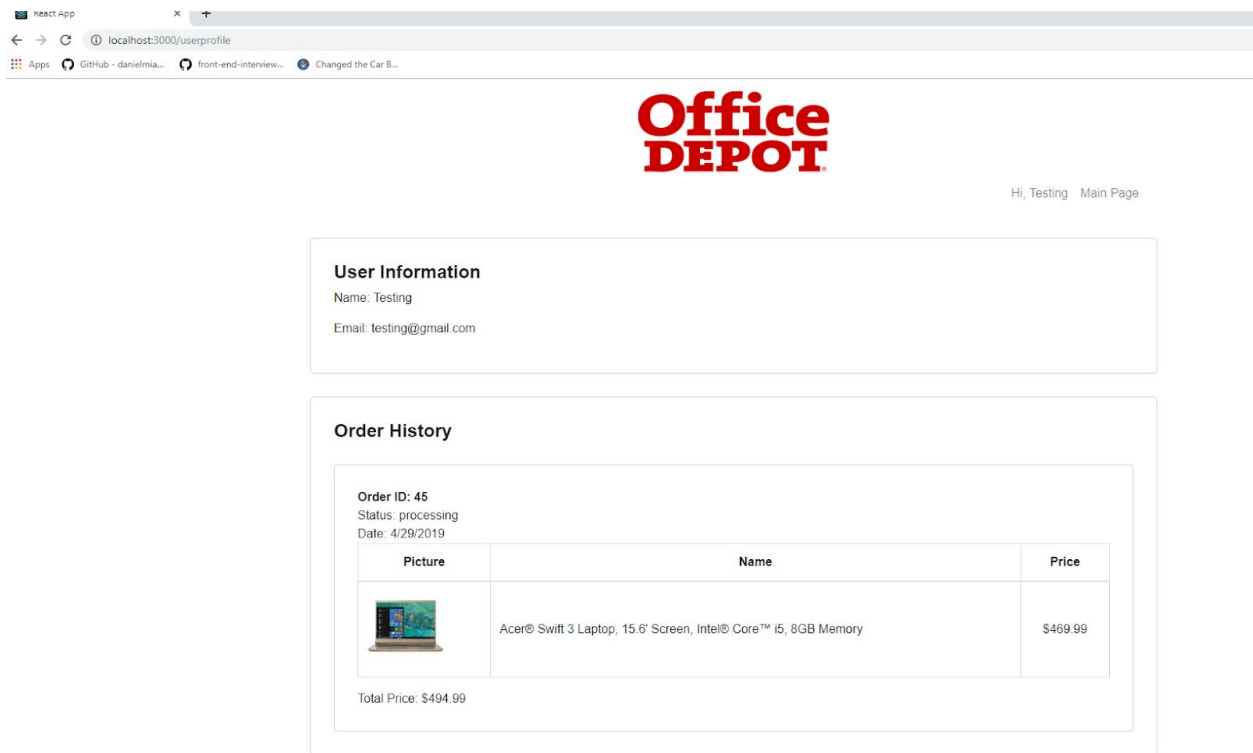 React App
localhost:3000/userprofile
Apps GitHub - danielmia... front-end-interview... Changed the Car B...
Office
DEPOT
Hi, Testing Main Page
User Information
Name: Testing
Email: testing@gmail.com
Order History
Order ID: 45
Status: processing
Date: 4/29/2019
Picture Name Price
Acer® Swift 3 Laptop, 15.6' Screen, Intel® Core™ i5, 8GB Memory $469.99
Total Price: $494.99